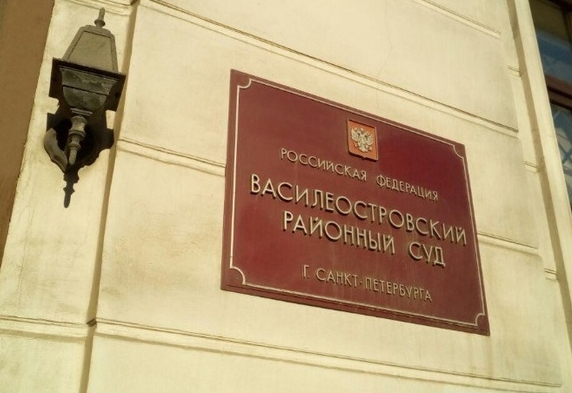 РОССИЙСКАЯ ФЕДЕРАЦИЯ
ВАСИЛЕОСТРОВСКИЙ
РАЙОННЫЙ СУД
Г. САНКТ-ПЕТЕРБУРГА